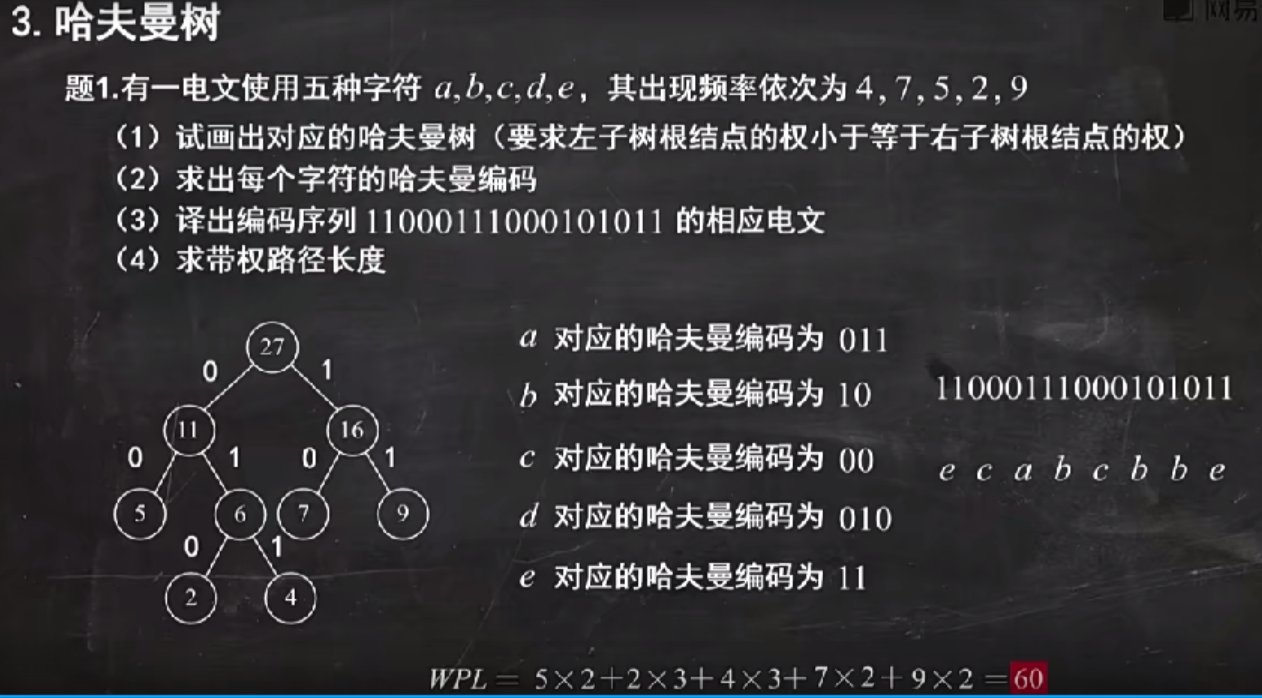 3. 哈夫曼树
网易
题1.有一电文使用五种字符 a,b,c,d,e，其出现频率依次为 4 , 7 , 5 , 2 , 9
（1）试画出对应的哈夫曼树（要求左子树根结点的权小于等于右子树根结点的权）
（2）求出每个字符的哈夫曼编码
（3）译出编码序列 11000111000101011 的相应电文
（4）求带权路径长度
27
0 1
11 16
0 1 0 1
5 6 7 9
0 1
2 4
a 对应的哈夫曼编码为 011
b 对应的哈夫曼编码为 10
c 对应的哈夫曼编码为 00
d 对应的哈夫曼编码为 010
e 对应的哈夫曼编码为 11
11000111000101011
e c a b c b b e
WPL = 5×2+2×3+4×3+7×2+9×2 =60